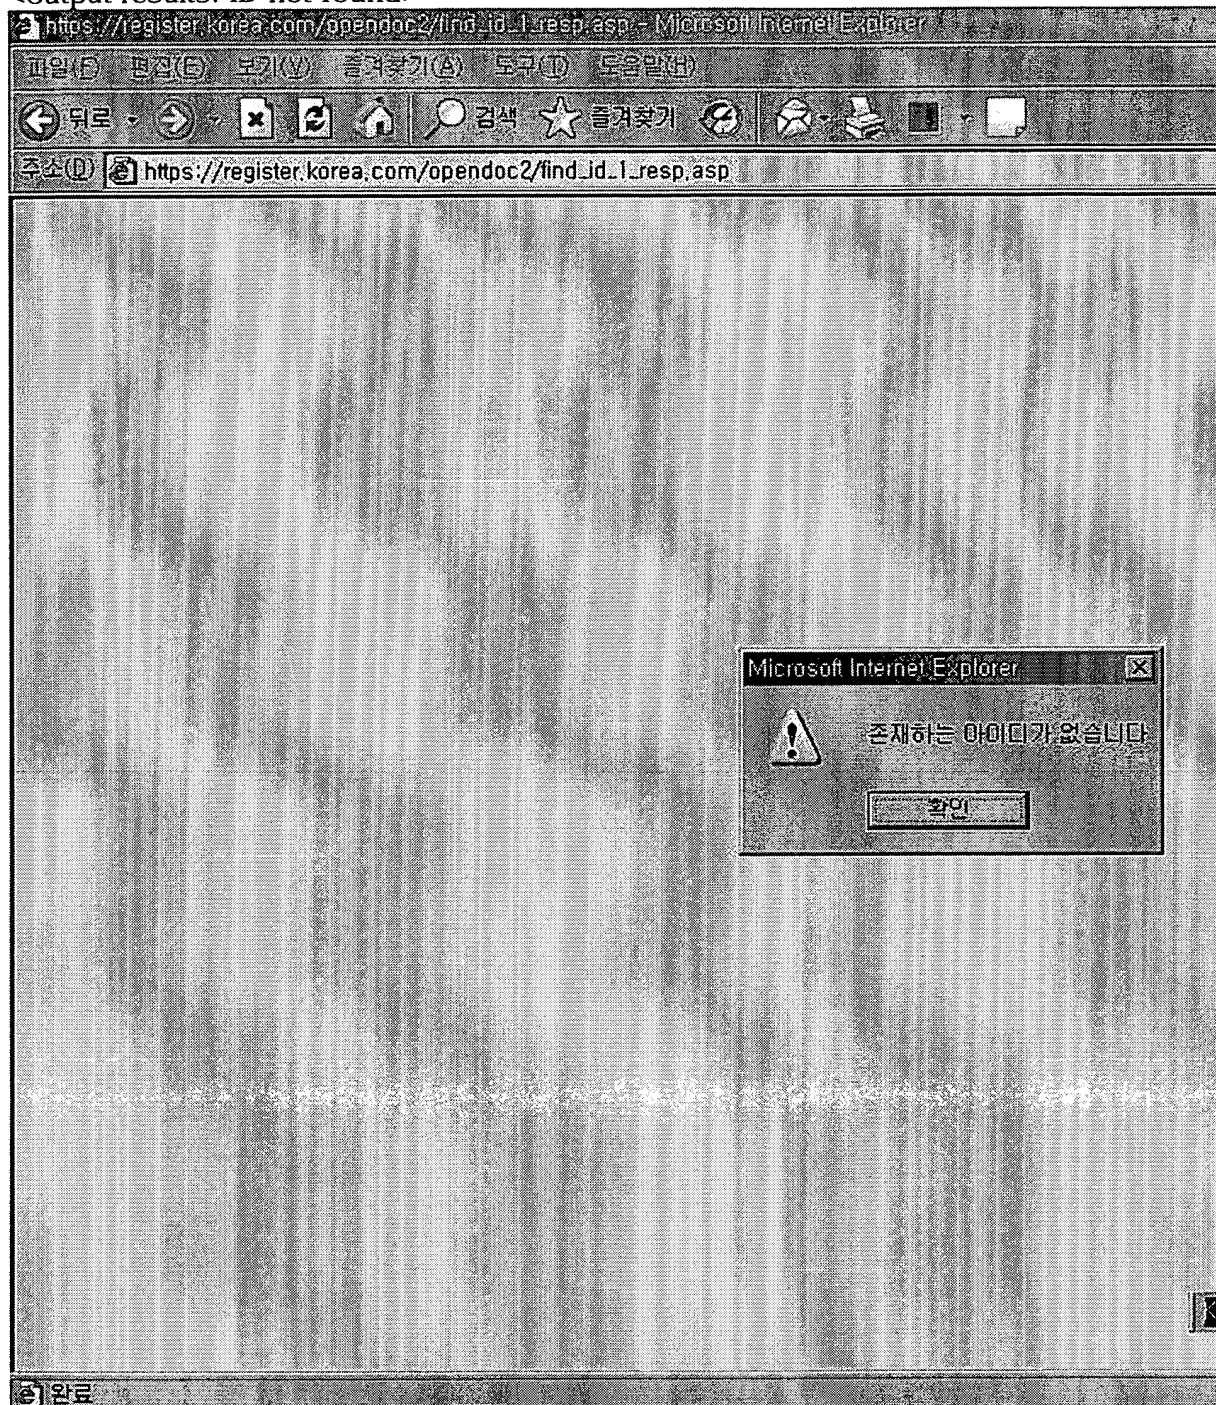 <output results: ID not found>
https://register.korea.com/opendoc2/find_id_1_resp.asp - Microsoft Internet Explorer
파일(F) 편집(E) 보기(V) 즐겨찾기(A) 도구(T) 도움말(H)
뒤로 검색 즐겨찾기
주소(D) https://register.korea.com/opendoc2/find_id_1_resp.asp
Microsoft Internet Explorer
존재하는 아이디가 없습니다
확인
완료